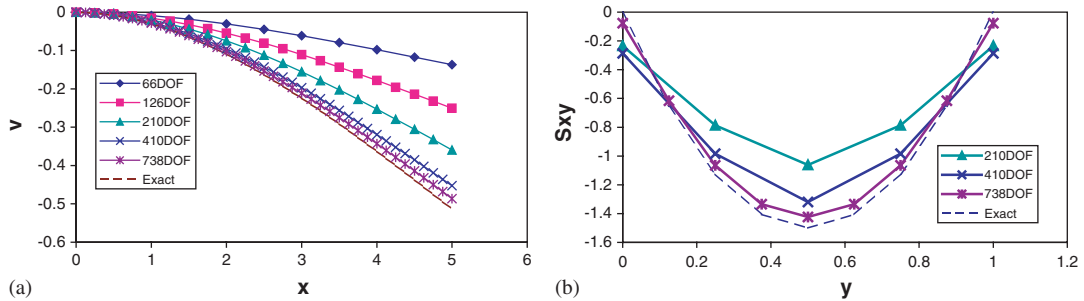 0
-0.1
-0.2
-0.3
-0.4
-0.5
-0.6
v
66DOF
126DOF
210DOF
410DOF
738DOF
Exact
0 1 2 3 4 5 6
x
(a)
0
-0.2
-0.4
-0.6
-0.8
-1
-1.2
-1.4
-1.6
Sxy
210DOF
410DOF
738DOF
Exact
0 0.2 0.4 0.6 0.8 1 1.2
y
(b)